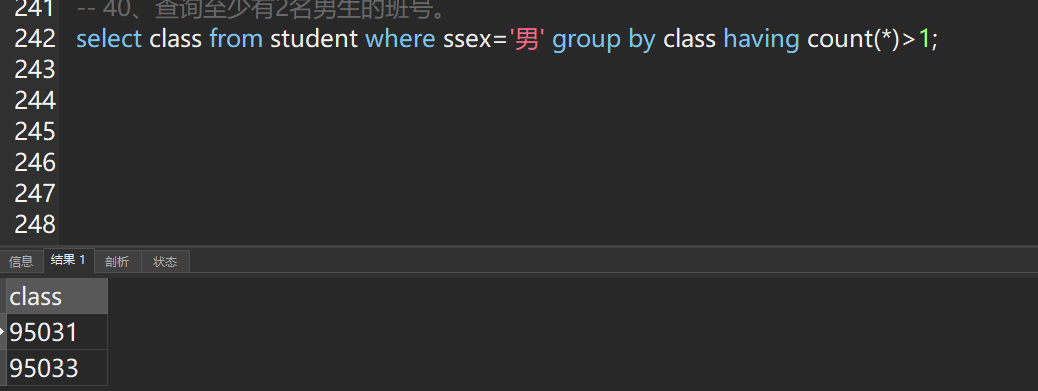 241 -- 40、查询至少有2名男生的班号。
242 select class from student where ssex='男' group by class having count(*)>1;
243
244
245
246
247
248
信息 结果 1 剖析 状态
class
95031
95033